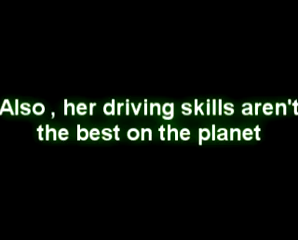 Also , her driving skills aren't
the best on the planet